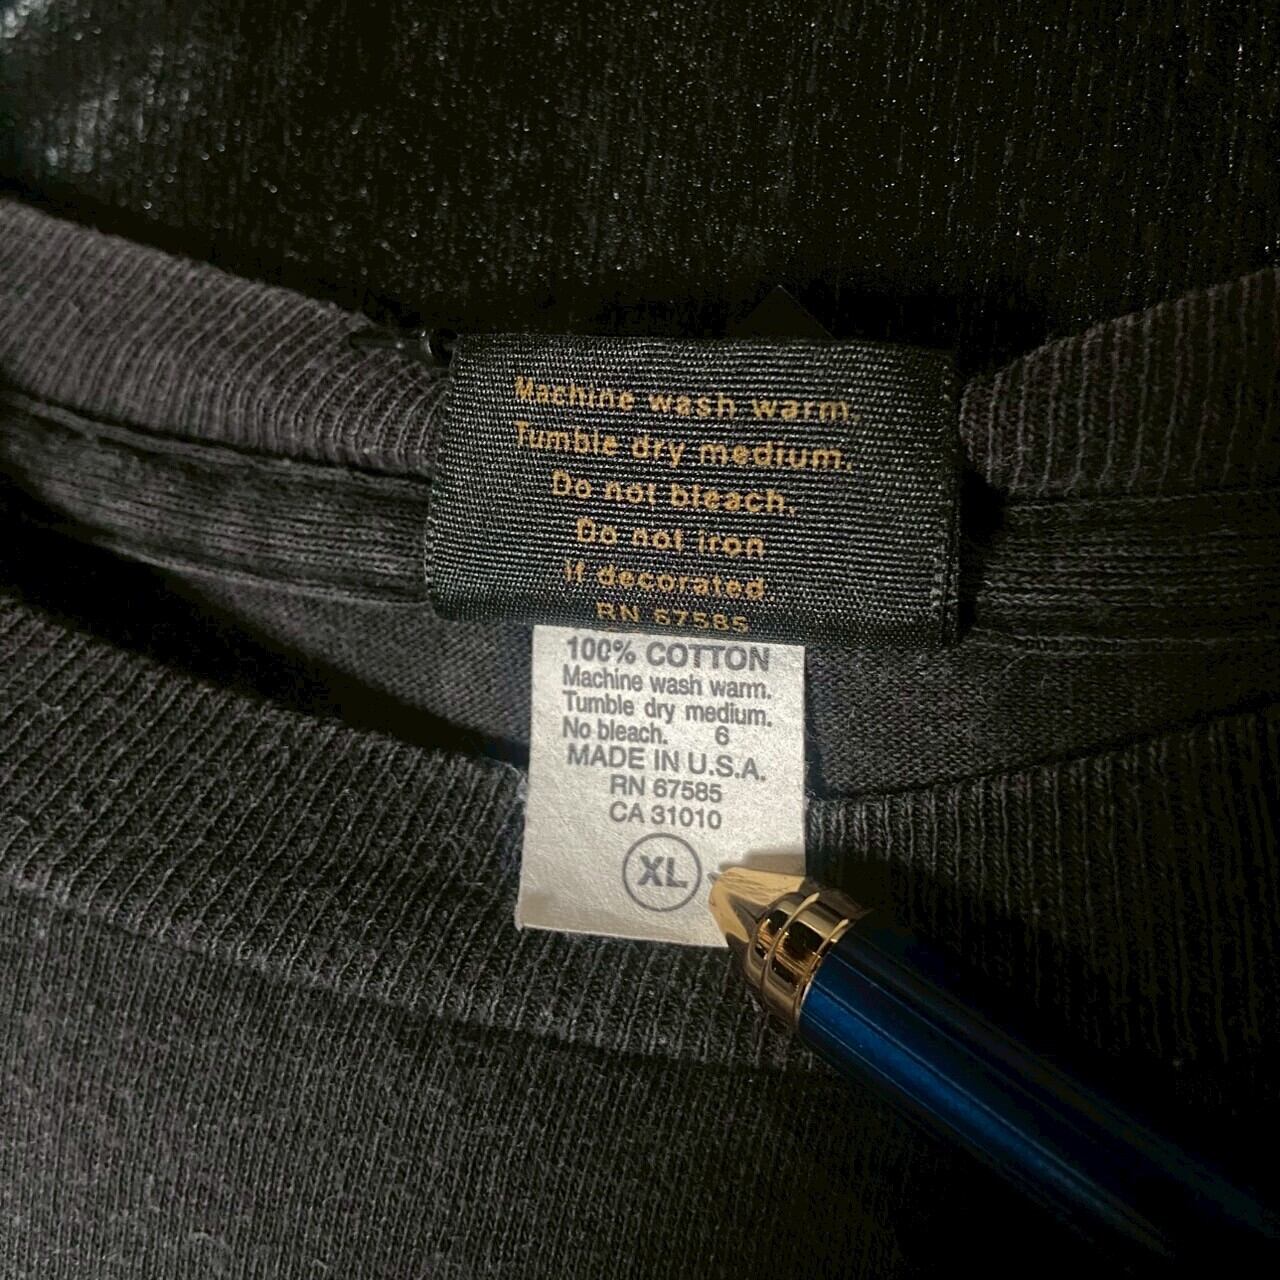 Machine wash warm.
Tumble dry medium.
Do not bleach.
Do not iron
if decorated.
RN 67585
100% COTTON
Machine wash warm.
Tumble dry medium.
No bleach. 6
MADE IN U.S.A.
RN 67585
CA 31010
XL